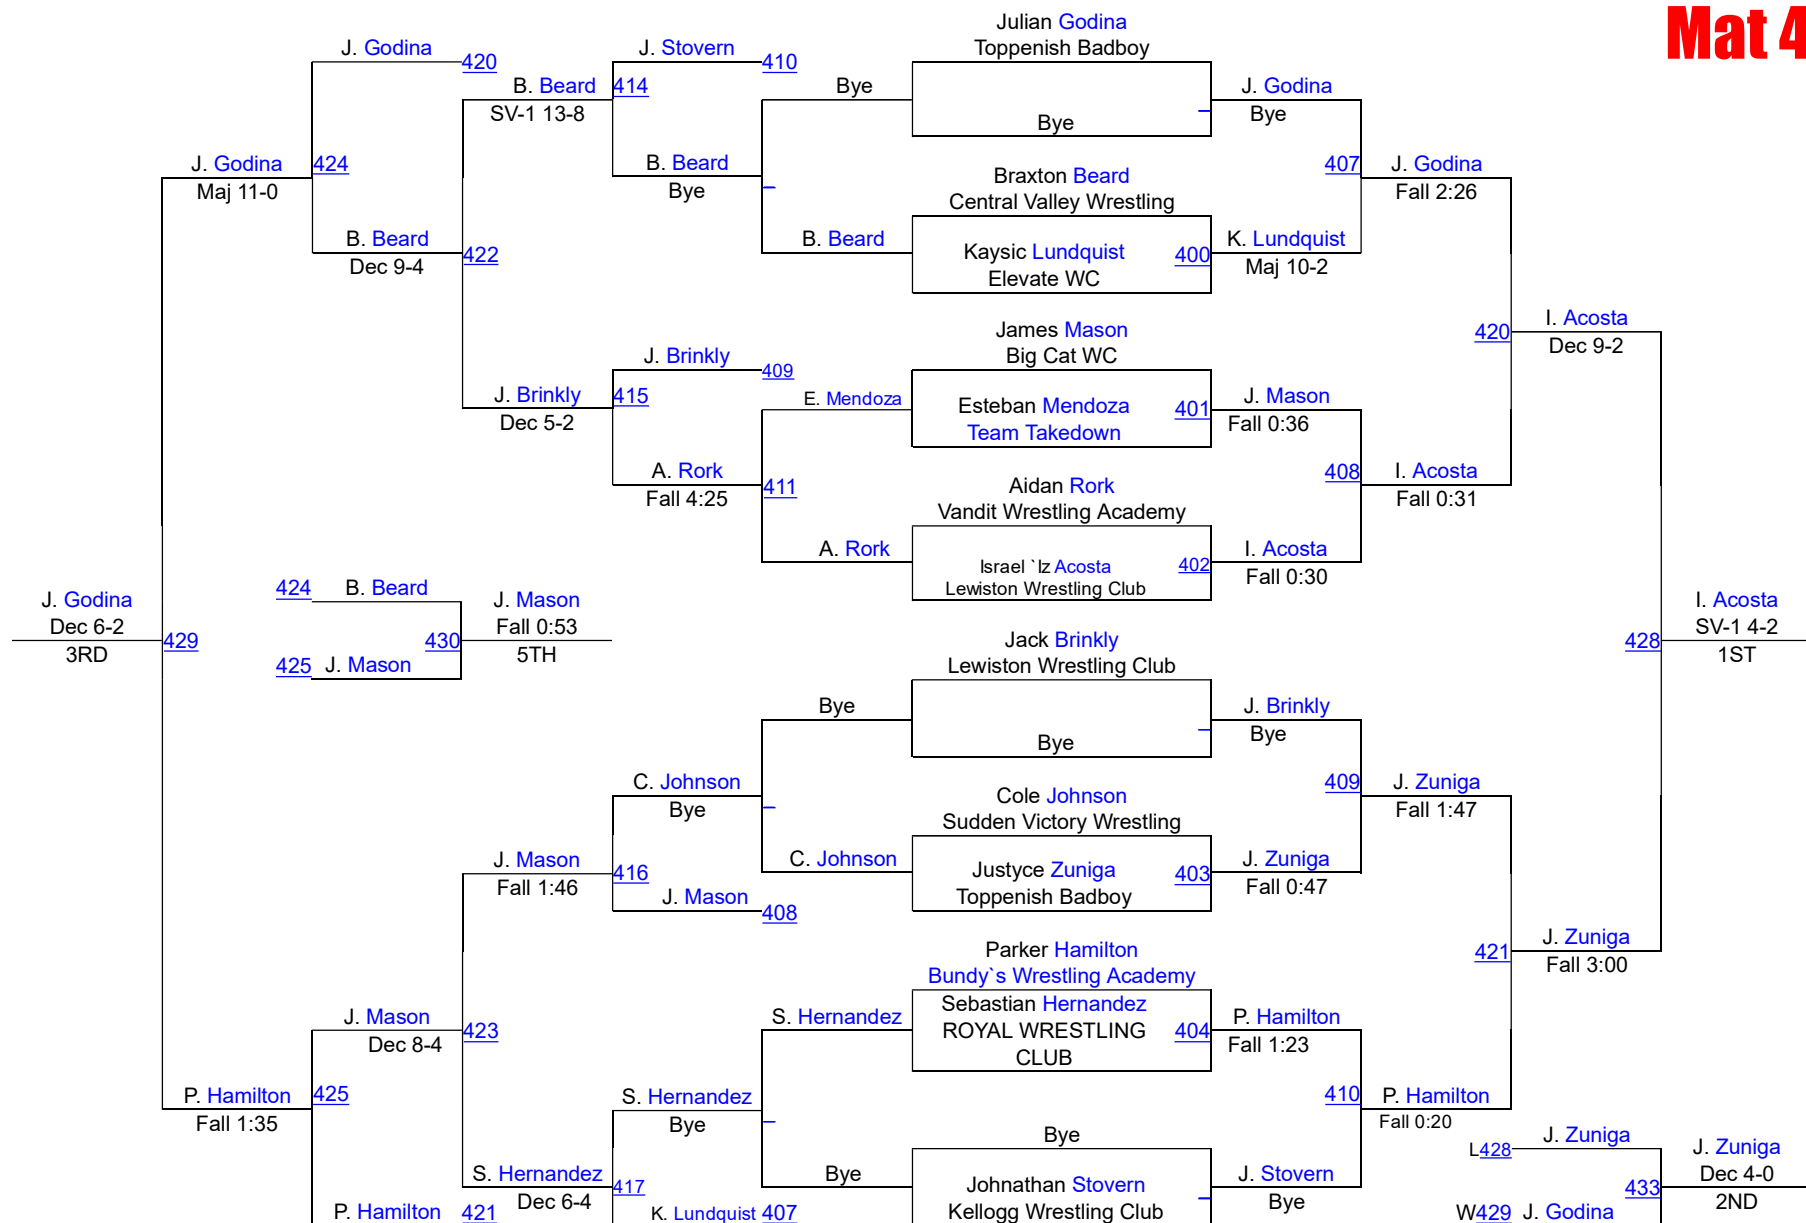 Mat 4
Julian Godina
Toppenish Badboy
J. Godina
420
J. Stovern
410
B. Beard
414
SV-1 13-8
Bye
J. Godina
Bye
Bye
J. Godina
424
Maj 11-0
B. Beard
Bye
Braxton Beard
Central Valley Wrestling
407
J. Godina
Fall 2:26
B. Beard
422
Dec 9-4
B. Beard
Kaysic Lundquist
Elevate WC
400
K. Lundquist
Maj 10-2
James Mason
Big Cat WC
420
I. Acosta
Dec 9-2
J. Brinkly
409
J. Brinkly
415
Dec 5-2
E. Mendoza
Esteban Mendoza
Team Takedown
401
J. Mason
Fall 0:36
A. Rork
411
Fall 4:25
Aidan Rork
Vandit Wrestling Academy
408
I. Acosta
Fall 0:31
A. Rork
Israel `Iz Acosta
Lewiston Wrestling Club
402
I. Acosta
Fall 0:30
J. Godina
Dec 6-2
3RD
429
424
B. Beard
425
J. Mason
430
J. Mason
Fall 0:53
5TH
Jack Brinkly
Lewiston Wrestling Club
428
I. Acosta
SV-1 4-2
1ST
Bye
Bye
J. Brinkly
Bye
C. Johnson
Bye
Cole Johnson
Sudden Victory Wrestling
409
J. Zuniga
Fall 1:47
J. Mason
416
Fall 1:46
C. Johnson
Justyce Zuniga
Toppenish Badboy
403
J. Zuniga
Fall 0:47
J. Mason
408
Parker Hamilton
Bundy`s Wrestling Academy
421
J. Zuniga
Fall 3:00
J. Mason
423
Dec 8-4
S. Hernandez
Sebastian Hernandez
ROYAL WRESTLING
CLUB
404
P. Hamilton
Fall 1:23
P. Hamilton
425
Fall 1:35
S. Hernandez
Bye
410
P. Hamilton
Fall 0:20
Bye
L428
J. Zuniga
J. Zuniga
Dec 4-0
2ND
433
S. Hernandez
417
Dec 6-4
Bye
Johnathan Stovern
Kellogg Wrestling Club
J. Stovern
Bye
P. Hamilton
421
K. Lundquist
407
W429
J. Godina